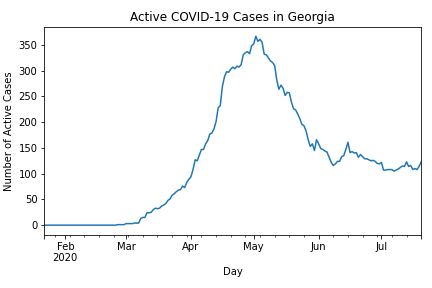 Active COVID-19 Cases in Georgia
Number of Active Cases
350
300
250
200
150
100
50
0
Feb Mar Apr May Jun Jul
2020
Day